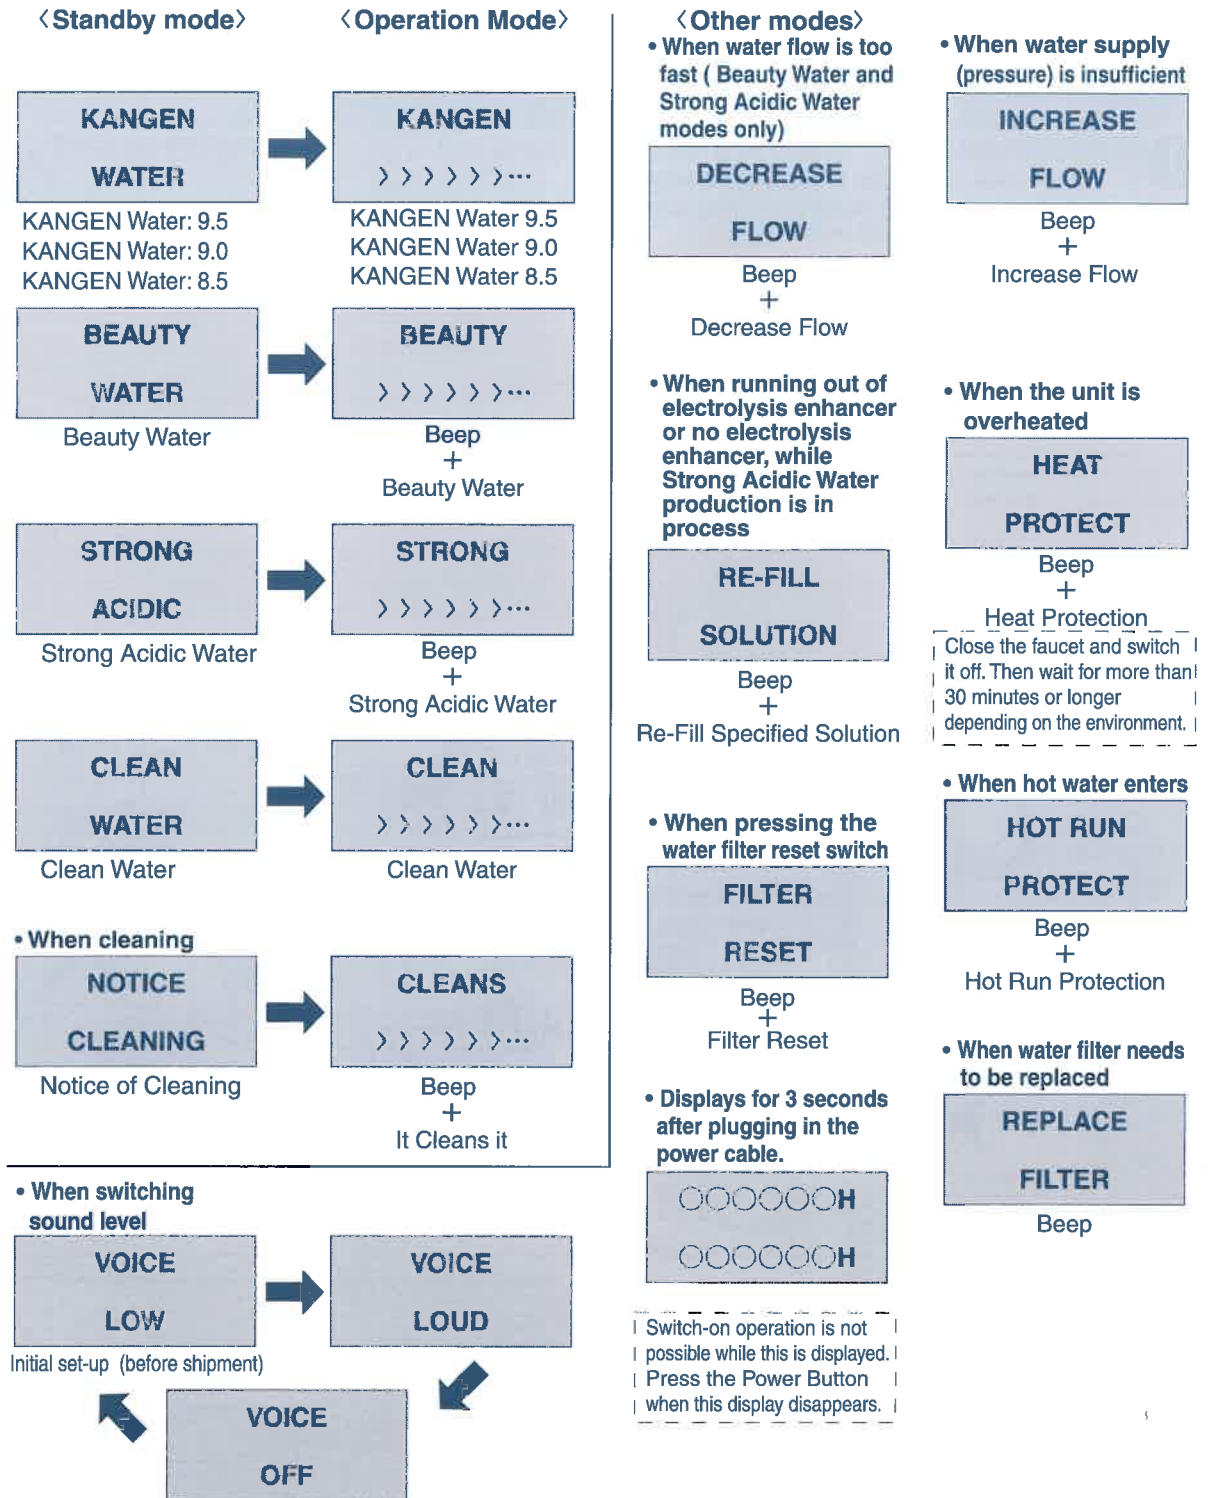 〈Standby mode〉
〈Operation Mode〉
KANGEN
WATER
KANGEN
〉〉〉〉〉〉···
KANGEN Water: 9.5
KANGEN Water: 9.0
KANGEN Water: 8.5
KANGEN Water 9.5
KANGEN Water 9.0
KANGEN Water 8.5
BEAUTY
WATER
Beauty Water
BEAUTY
〉〉〉〉〉〉···
Beep
+
Beauty Water
STRONG
ACIDIC
Strong Acidic Water
STRONG
〉〉〉〉〉〉···
Beep
+
Strong Acidic Water
CLEAN
WATER
Clean Water
CLEAN
〉〉〉〉〉〉···
Clean Water
• When cleaning
NOTICE
CLEANING
Notice of Cleaning
CLEANS
〉〉〉〉〉〉···
Beep
+
It Cleans it
• When switching
sound level
VOICE
LOW
Initial set-up (before shipment)
VOICE
LOUD
VOICE
OFF
〈Other modes〉
• When water flow is too
fast ( Beauty Water and
Strong Acidic Water
modes only)
DECREASE
FLOW
Beep
+
Decrease Flow
• When running out of
electrolysis enhancer
or no electrolysis
enhancer, while
Strong Acidic Water
production is in
process
RE-FILL
SOLUTION
Beep
+
Re-Fill Specified Solution
• When pressing the
water filter reset switch
FILTER
RESET
Beep
+
Filter Reset
• Displays for 3 seconds
after plugging in the
power cable.
○○○○○○H
○○○○○○H
Switch-on operation is not
possible while this is displayed.
Press the Power Button
when this display disappears.
• When water supply
(pressure) is insufficient
INCREASE
FLOW
Beep
+
Increase Flow
• When the unit is
overheated
HEAT
PROTECT
Beep
+
Heat Protection
Close the faucet and switch
it off. Then wait for more than
30 minutes or longer
depending on the environment.
• When hot water enters
HOT RUN
PROTECT
Beep
+
Hot Run Protection
• When water filter needs
to be replaced
REPLACE
FILTER
Beep